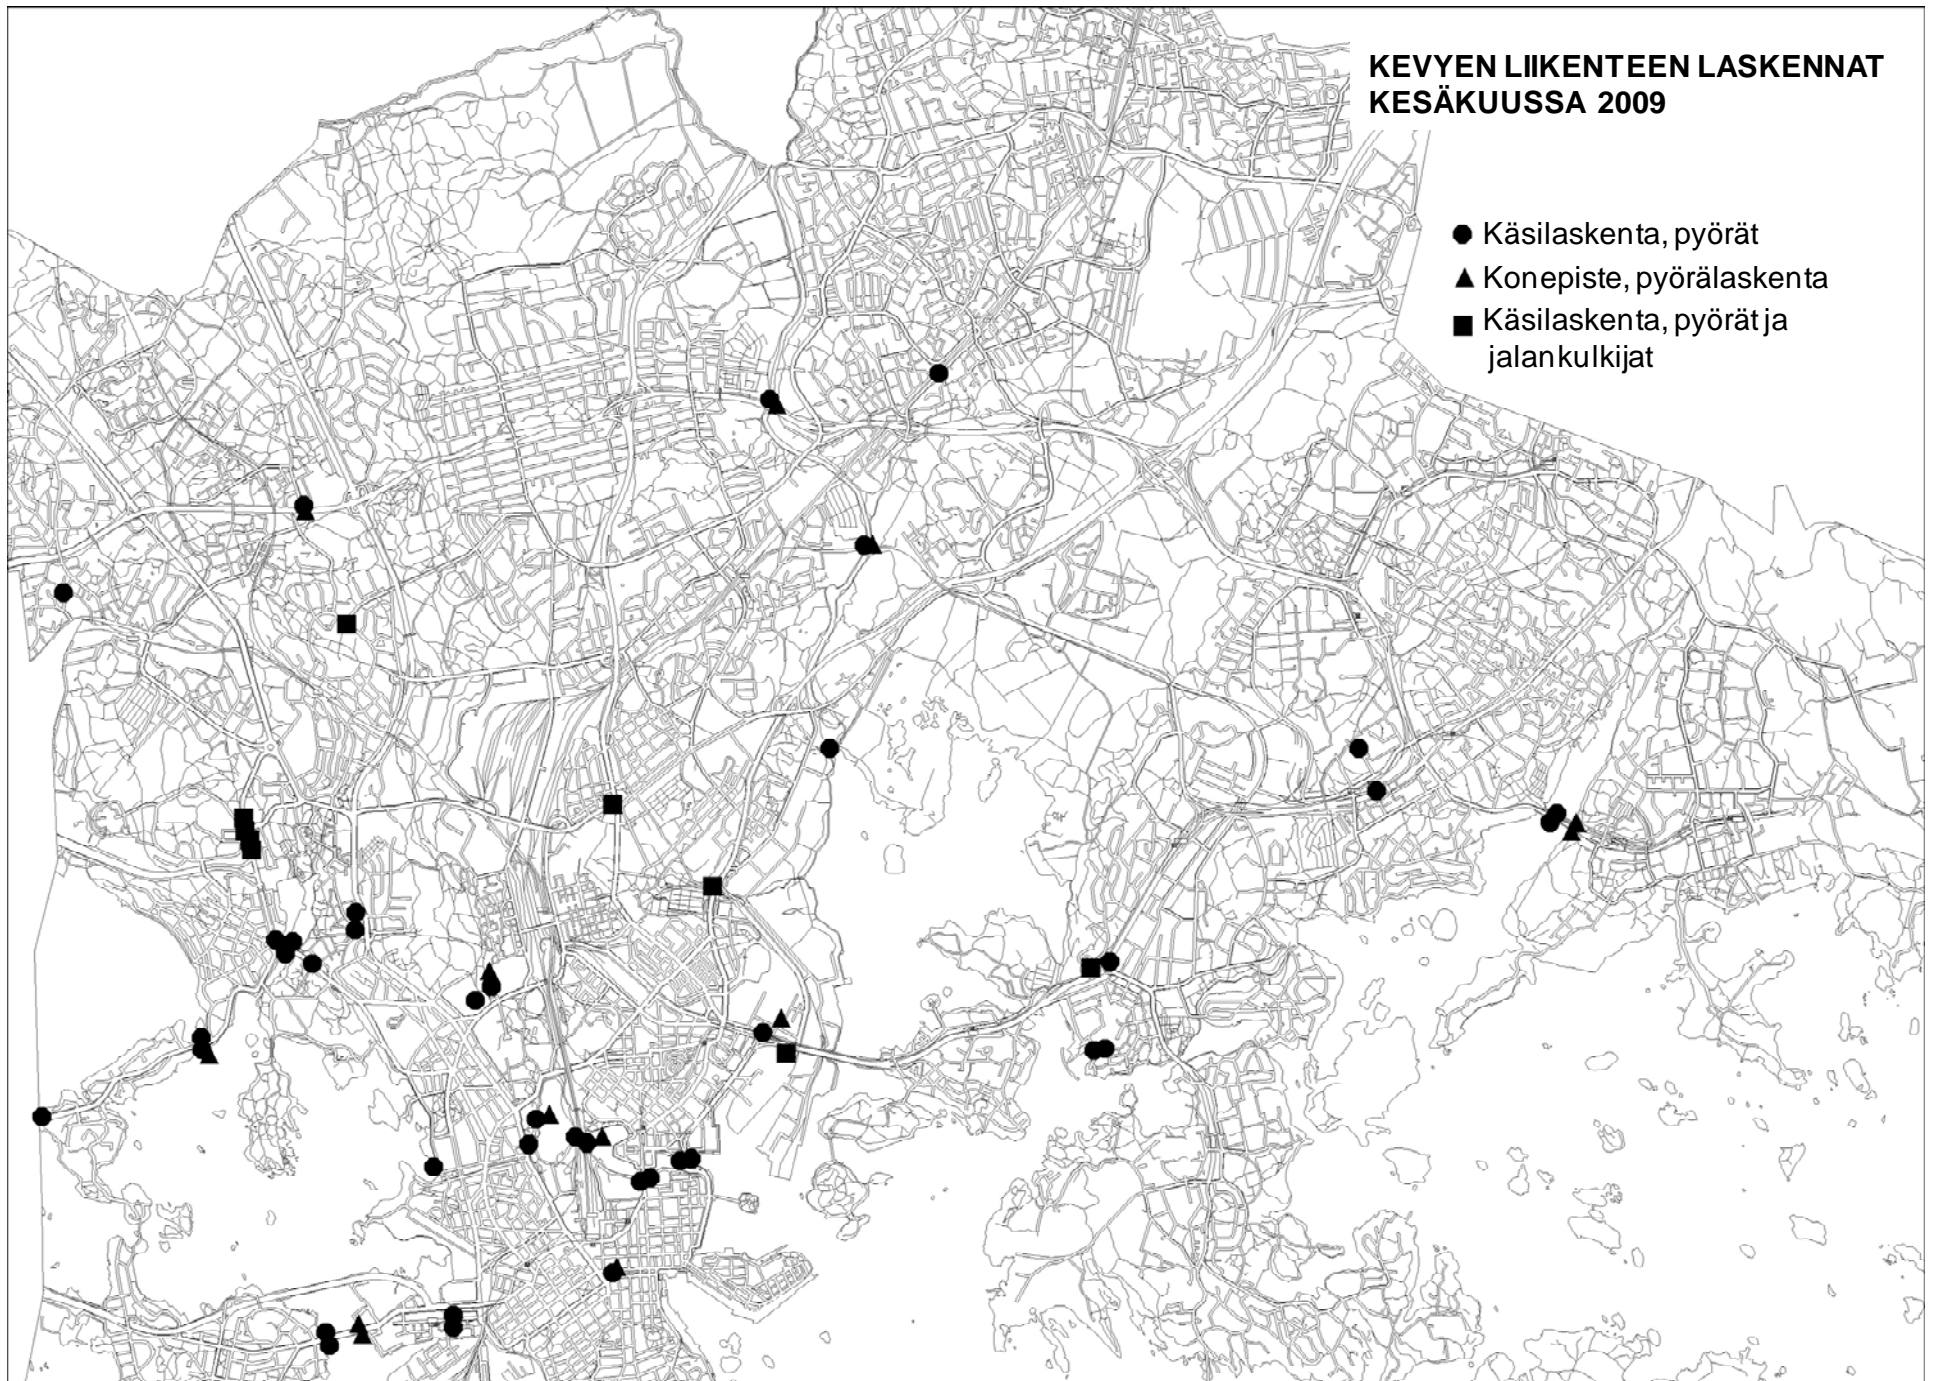 KEVYEN LIIKENTEEN LASKENNAT
KESÄKUUSSA 2009
Käsilaskenta, pyörät
Konepiste, pyörälaskenta
Käsilaskenta, pyörät ja
jalankulkijat